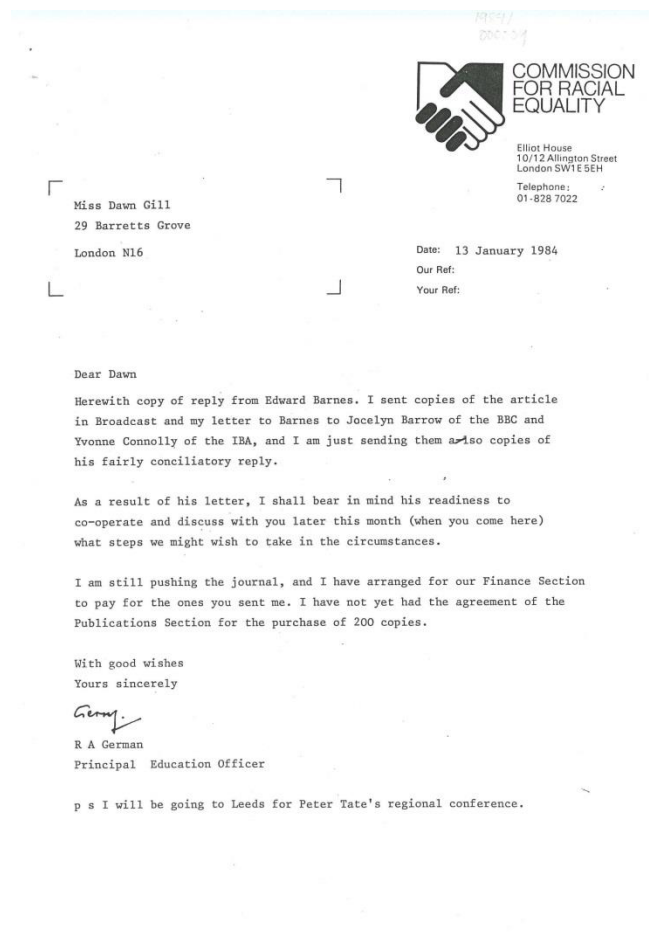 COMMISSION
FOR RACIAL
EQUALITY
Elliot House
10/12 Allington Street
London SW1E 5EH
Telephone:
01-828 7022
Miss Dawn Gill
29 Barretts Grove
London N16
Date: 13 January 1984
Our Ref:
Your Ref:
Dear Dawn
Herewith copy of reply from Edward Barnes. I sent copies of the article
in Broadcast and my letter to Barnes to Jocelyn Barrow of the BBC and
Yvonne Connolly of the IBA, and I am just sending them also copies of
his fairly conciliatory reply.
As a result of his letter, I shall bear in mind his readiness to
co-operate and discuss with you later this month (when you come here)
what steps we might wish to take in the circumstances.
I am still pushing the journal, and I have arranged for our Finance Section
to pay for the ones you sent me. I have not yet had the agreement of the
Publications Section for the purchase of 200 copies.
With good wishes
Yours sincerely
Gerry.
R A German
Principal Education Officer
p s I will be going to Leeds for Peter Tate's regional conference.